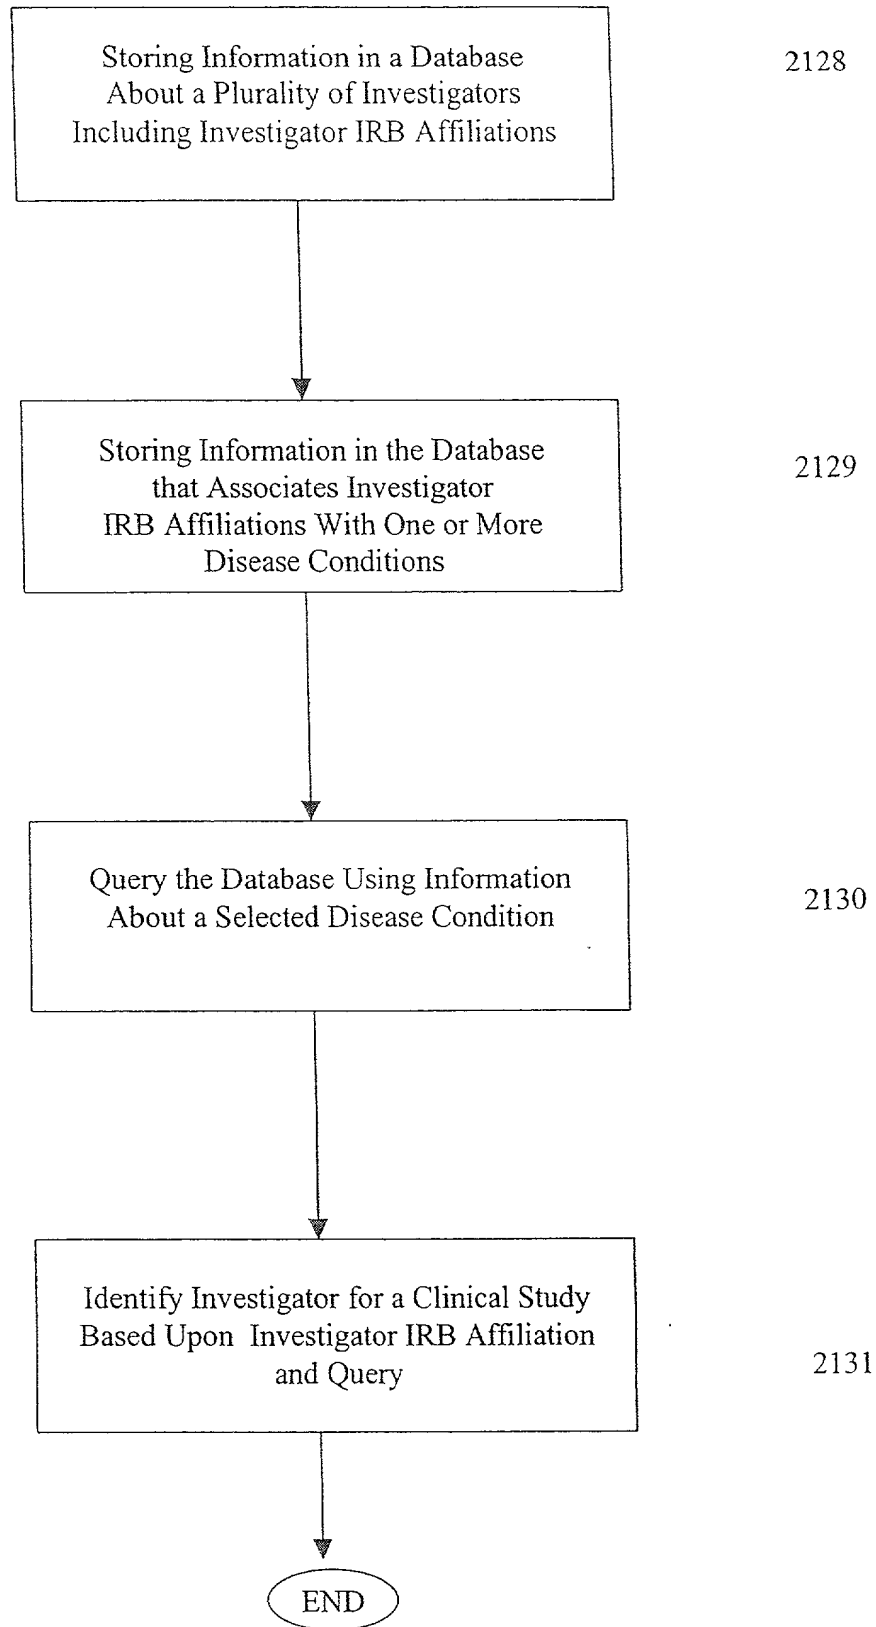 Storing Information in a Database
About a Plurality of Investigators
Including Investigator IRB Affiliations
2128
Storing Information in the Database
that Associates Investigator
IRB Affiliations With One or More
Disease Conditions
2129
Query the Database Using Information
About a Selected Disease Condition
2130
Identify Investigator for a Clinical Study
Based Upon Investigator IRB Affiliation
and Query
2131
END